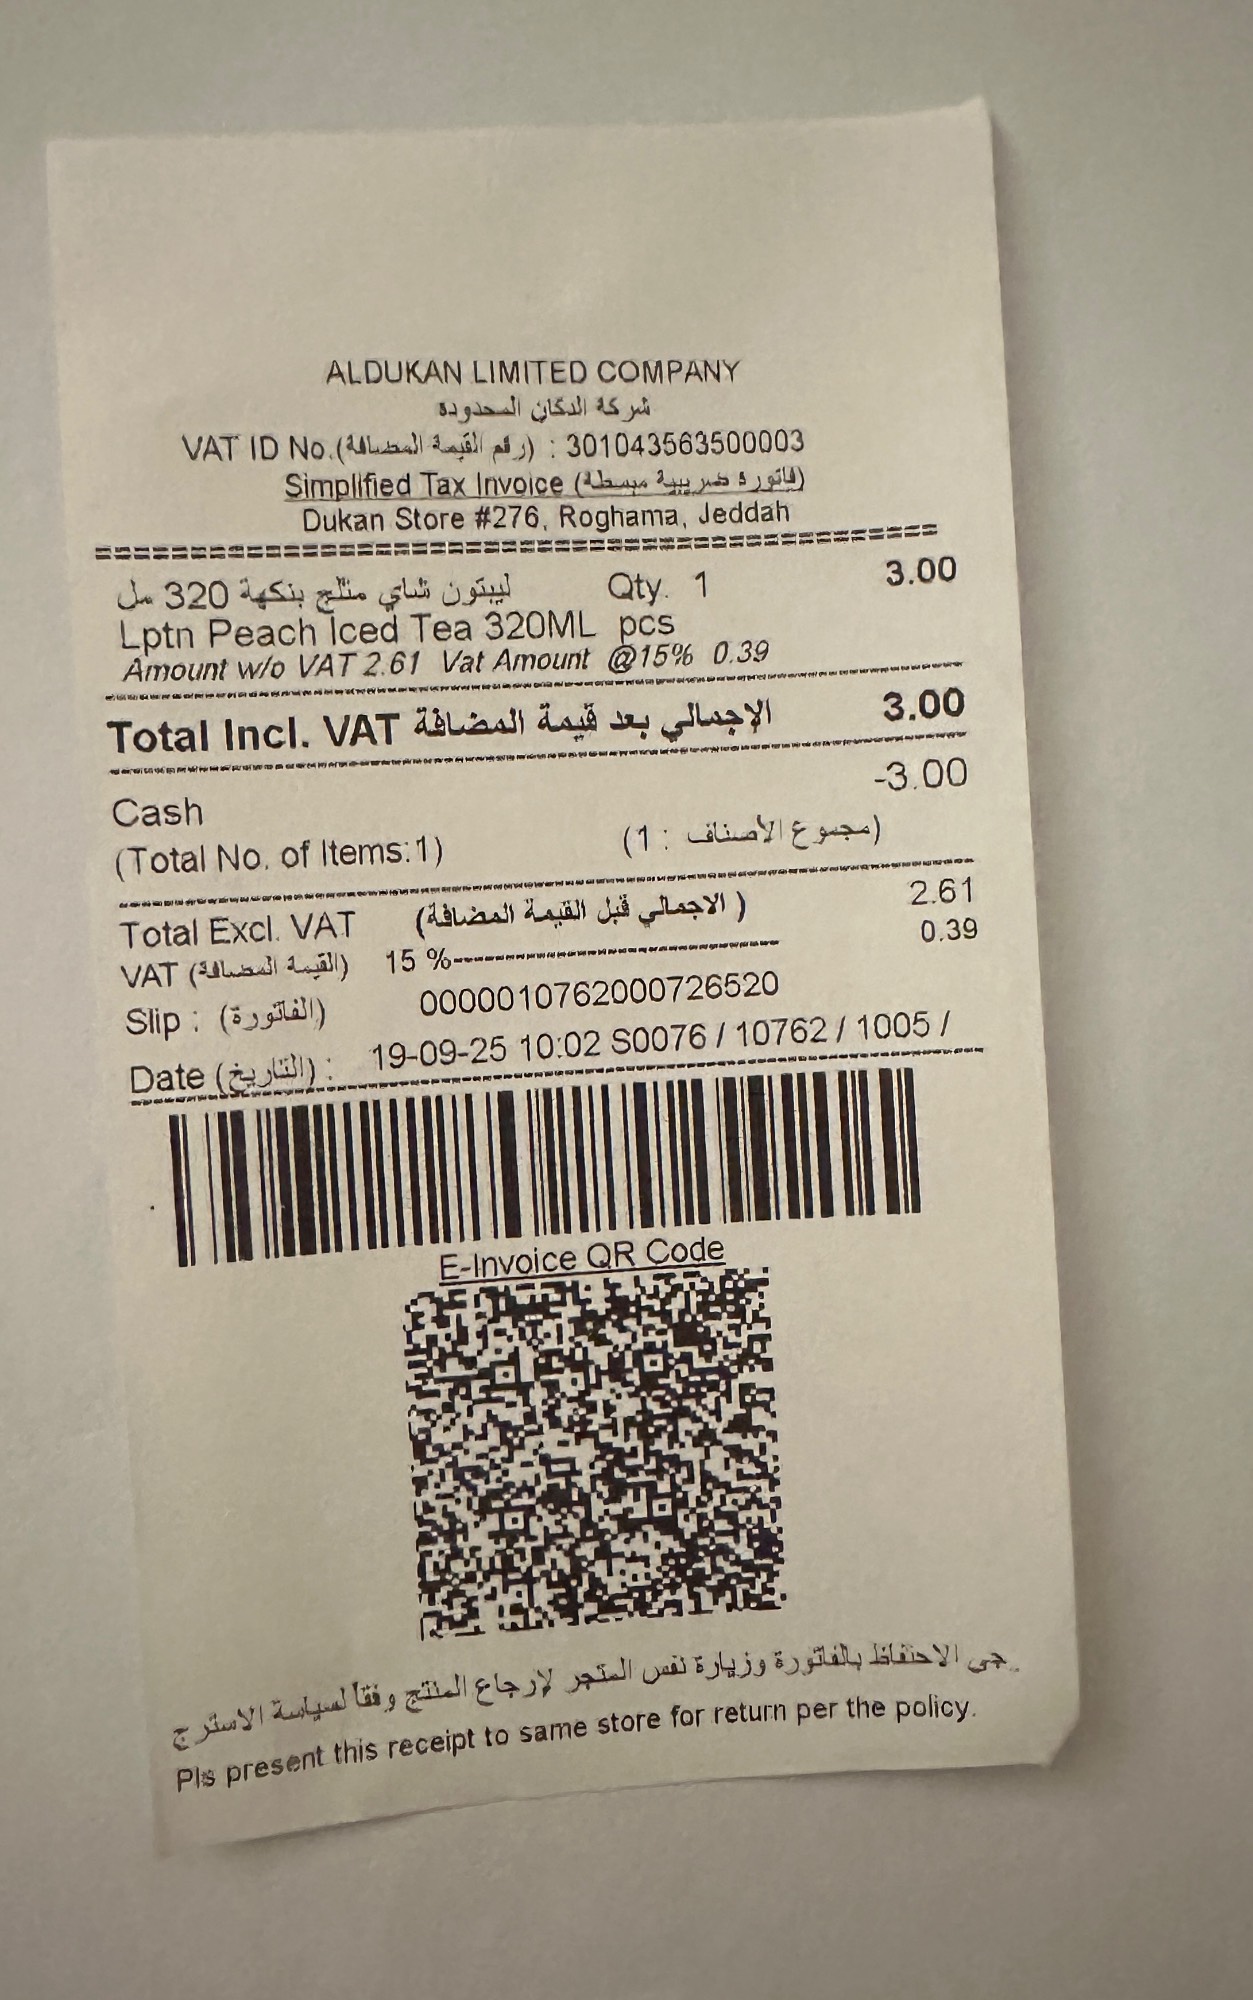 ALDUKAN LIMITED COMPANY
شركة الدكان المحدودة
VAT ID No.(رقم القيمة المضافة) : 301043563500003
Simplified Tax Invoice (فاتورة ضريبية مبسطة)
Dukan Store #276, Roghama, Jeddah
ليبتون شاي مثلج بنكهة 320 مل Qty. 1 3.00
Lptn Peach Iced Tea 320ML pcs
Amount w/o VAT 2.61 Vat Amount @15% 0.39
Total Incl. VAT الإجمالي بعد قيمة المضافة 3.00
Cash -3.00
(Total No. of Items:1) (مجموع الأصناف : 1)
Total Excl. VAT (الاجمالي قبل القيمة المضافة) 2.61
VAT (القيمة المضافة) 15 %------------------------------ 0.39
Slip : (الفاتورة) 0000010762000726520
Date (التاريخ) : 19-09-25 10:02 S0076 / 10762 / 1005 /
E-Invoice QR Code
جى الاحتفاظ بالفاتورة وزيارة نفس المتجر لإرجاع المنتج وفقا لسياسة الاسترج
Pls present this receipt to same store for return per the policy.